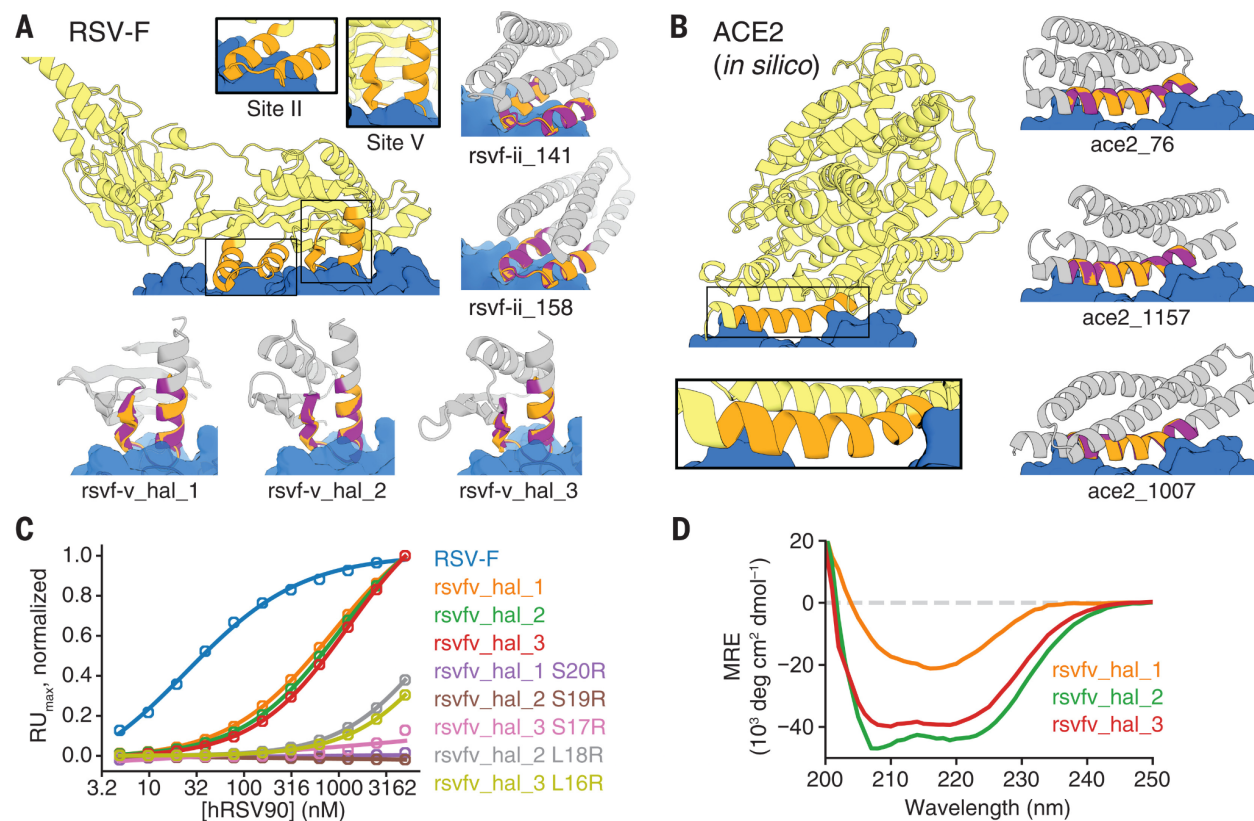 A RSV-F
Site II
Site V
rsvf-ii_141
rsvf-ii_158
rsvf-v_hal_1
rsvf-v_hal_2
rsvf-v_hal_3
B ACE2
(in silico)
ace2_76
ace2_1157
ace2_1007
C
RUmax, normalized
1.0
0.8
0.6
0.4
0.2
0.0
3.2 10 32 100 316 1000 3162
[hRSV90] (nM)
RSV-F
rsvfv_hal_1
rsvfv_hal_2
rsvfv_hal_3
rsvfv_hal_1 S20R
rsvfv_hal_2 S19R
rsvfv_hal_3 S17R
rsvfv_hal_2 L18R
rsvfv_hal_3 L16R
D
MRE
(10³ deg cm² dmol⁻¹)
20
0
-20
-40
200 210 220 230 240 250
Wavelength (nm)
rsvfv_hal_1
rsvfv_hal_2
rsvfv_hal_3